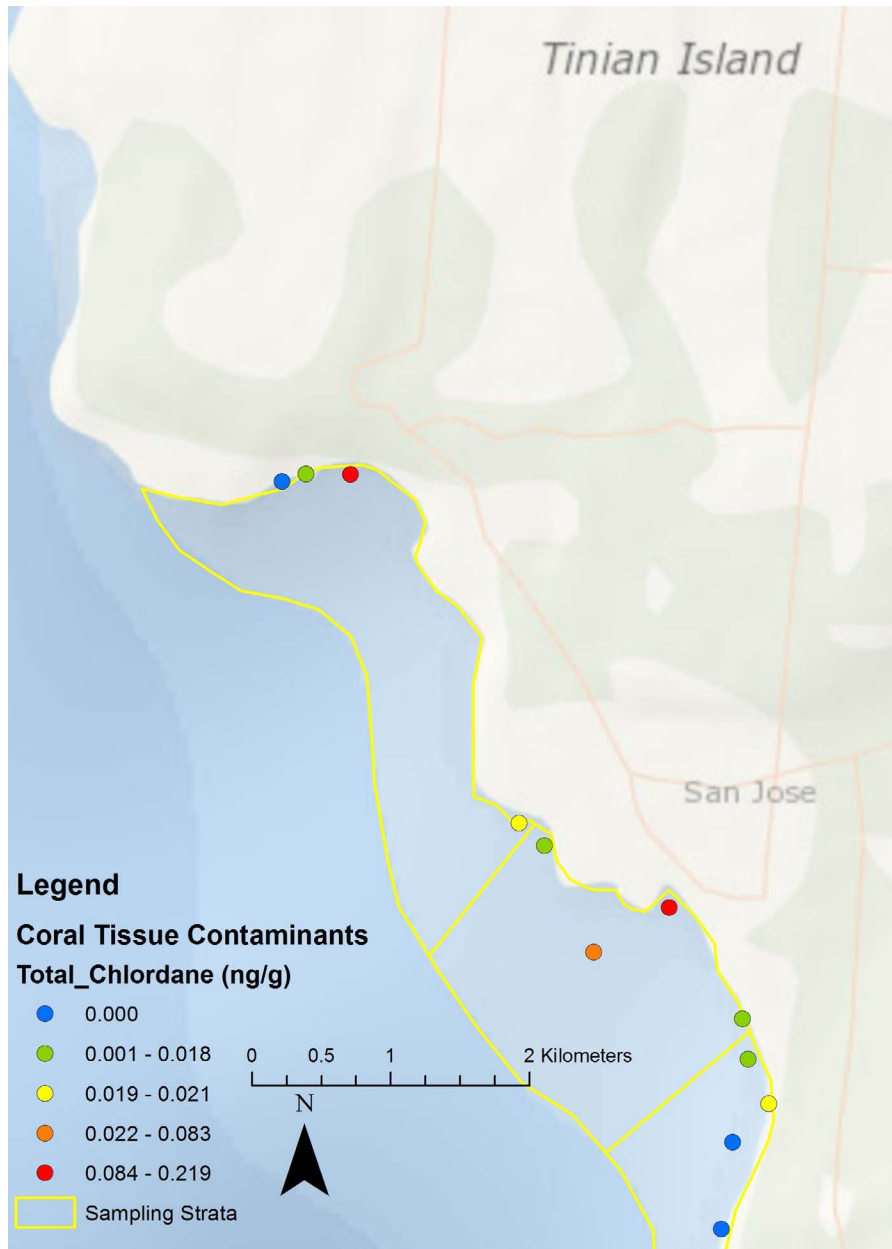 Tinian Island
San Jose
Legend
Coral Tissue Contaminants
Total_Chlordane (ng/g)
0.000
0.001 - 0.018
0.019 - 0.021
0.022 - 0.083
0.084 - 0.219
Sampling Strata
0 0.5 1 2 Kilometers
N